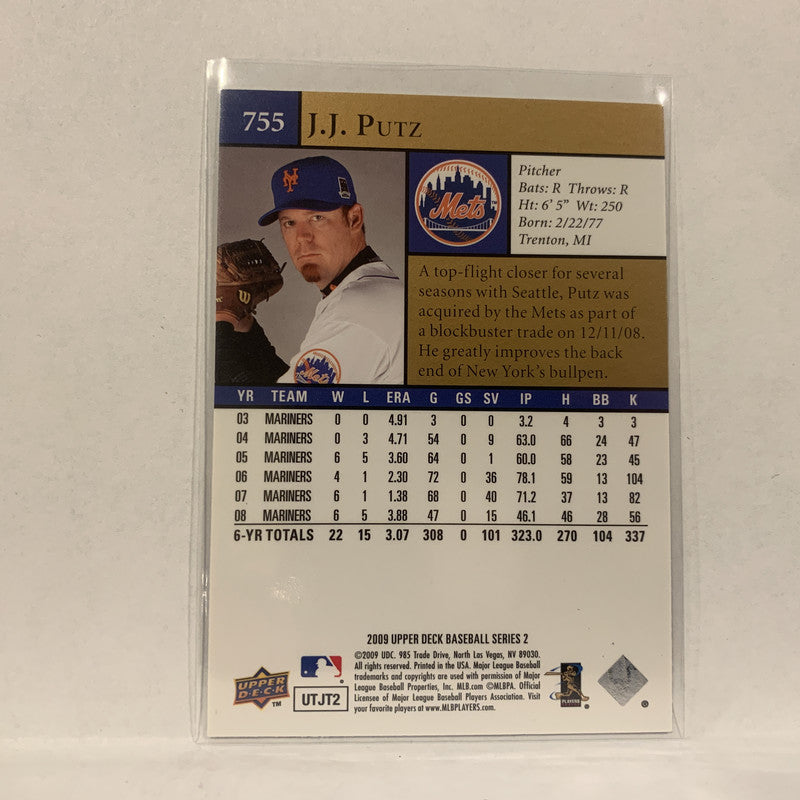 755 J.J. PUTZ
Mets
Pitcher
Bats: R Throws: R
Ht: 6' 5" Wt: 250
Born: 2/22/77
Trenton, MI
Mets
A top-flight closer for several
seasons with Seattle, Putz was
acquired by the Mets as part of
a blockbuster trade on 12/11/08.
He greatly improves the back
end of New York's bullpen.
YR TEAM W L ERA G GS SV IP H BB K
03 MARINERS 0 0 4.91 3 0 0 3.2 4 3 3
04 MARINERS 0 3 4.71 54 0 9 63.0 66 24 47
05 MARINERS 6 5 3.60 64 0 1 60.0 58 23 45
06 MARINERS 4 1 2.30 72 0 36 78.1 59 13 104
07 MARINERS 6 1 1.38 68 0 40 71.2 37 13 82
08 MARINERS 6 5 3.88 47 0 15 46.1 46 28 56
6-YR TOTALS 22 15 3.07 308 0 101 323.0 270 104 337
2009 UPPER DECK BASEBALL SERIES 2
©2009 UDC. 985 Trade Drive, North Las Vegas, NV 89030.
All rights reserved. Printed in the USA. Major League Baseball
trademarks and copyrights are used with permission of Major
League Baseball Properties, Inc. MLB.com ©MLBPA. Official
Licensee of Major League Baseball Players Association. Visit
your favorite players at www.MLBPLAYERS.com.
UPPER
DECK
TM
UTJT2
PLAYERS